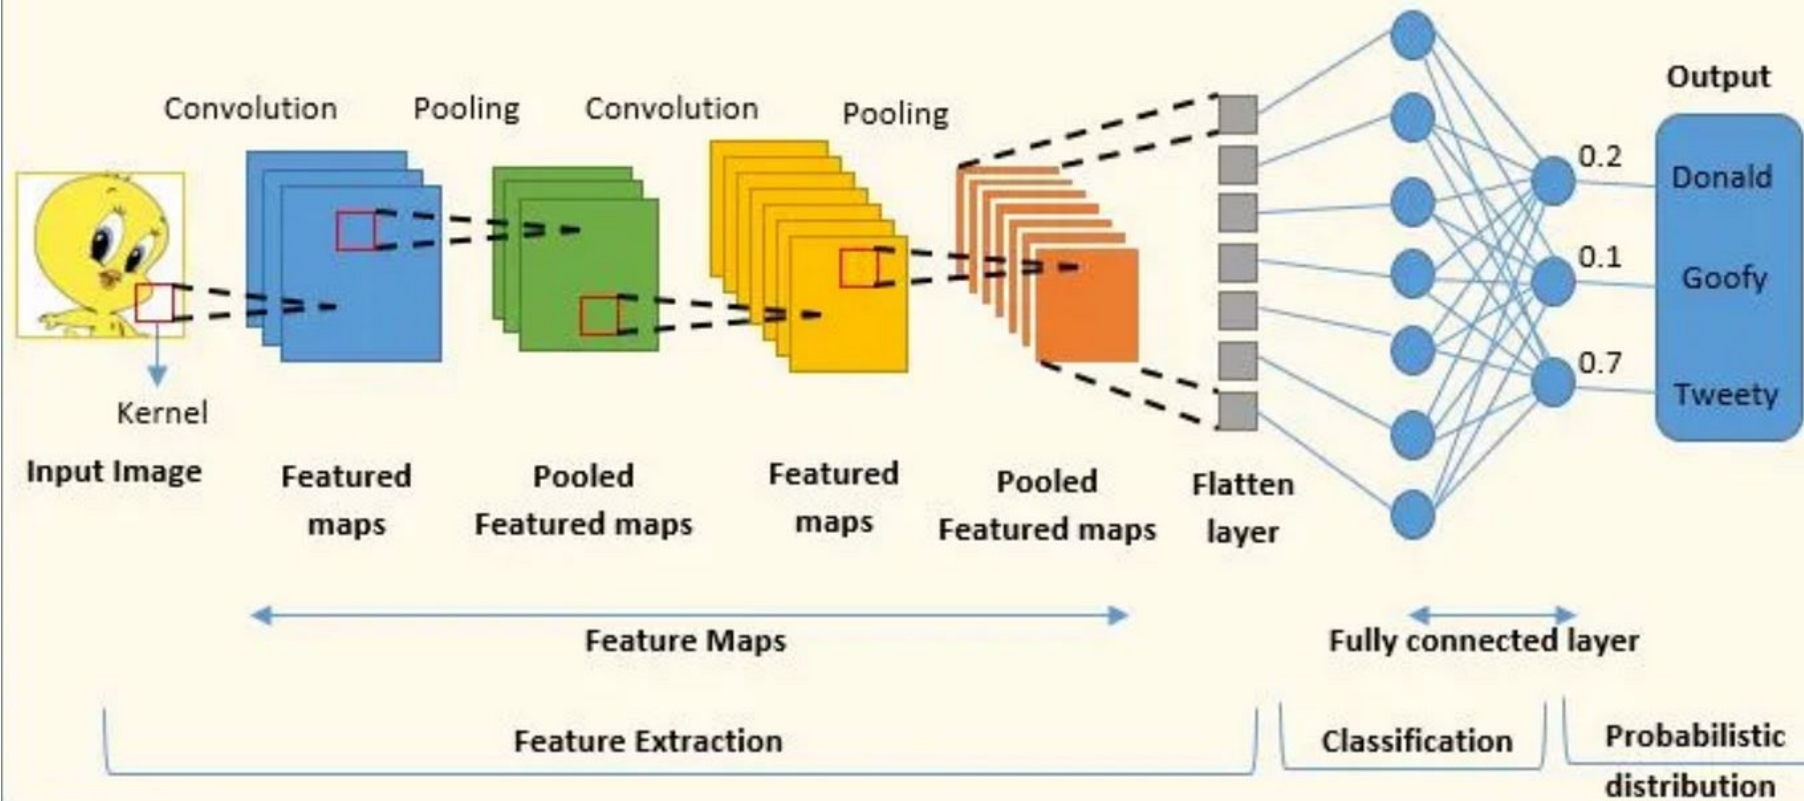 Convolution
Pooling
Convolution
Pooling
Output
0.2
Donald
0.1
Goofy
0.7
Tweety
Kernel
Input Image
Featured
maps
Pooled
Featured maps
Featured
maps
Pooled
Featured maps
Flatten
layer
Feature Maps
Fully connected layer
Feature Extraction
Classification
Probabilistic
distribution